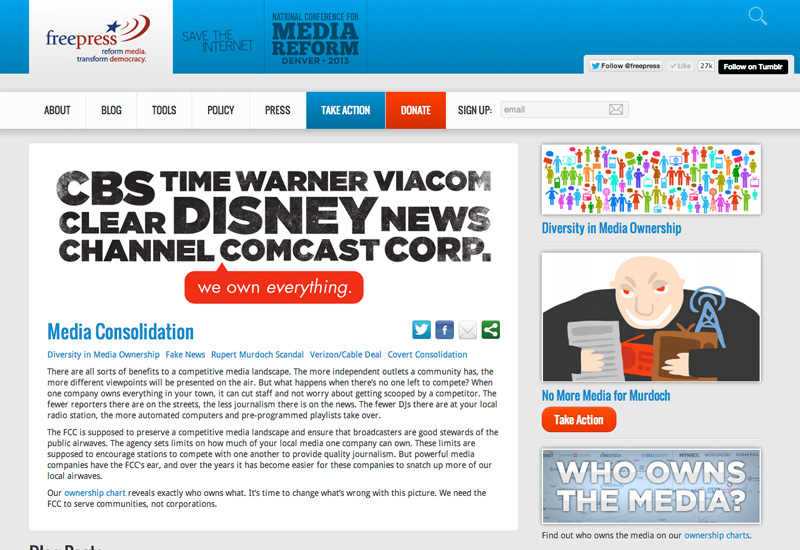 freepress
reform media.
transform democracy.
SAVE THE
INTERNET
NATIONAL CONFERENCE FOR
MEDIA
REFORM
DENVER • 2013
Follow @freepress
Like
27k
Follow on Tumblr
ABOUT
BLOG
TOOLS
POLICY
PRESS
TAKE ACTION
DONATE
SIGN UP:
email
CBS TIME WARNER VIACOM
CLEAR DISNEY NEWS
CHANNEL COMCAST CORP.
we own everything.
Media Consolidation
Diversity in Media Ownership Fake News Rupert Murdoch Scandal Verizon/Cable Deal Covert Consolidation
There are all sorts of benefits to a competitive media landscape. The more independent outlets a community has, the
more different viewpoints will be presented on the air. But what happens when there's no one left to compete? When
one company owns everything in your town, it can cut staff and not worry about getting scooped by a competitor. The
fewer reporters there are on the streets, the less journalism there is on the news. The fewer DJs there are at your local
radio station, the more automated computers and pre-programmed playlists take over.
The FCC is supposed to preserve a competitive media landscape and ensure that broadcasters are good stewards of the
public airwaves. The agency sets limits on how much of your local media one company can own. These limits are
supposed to encourage stations to compete with one another to provide quality journalism. But powerful media
companies have the FCC's ear, and over the years it has become easier for these companies to snatch up more of our
local airwaves.
Our ownership chart reveals exactly who owns what. It's time to change what's wrong with this picture. We need the
FCC to serve communities, not corporations.
Diversity in Media Ownership
No More Media for Murdoch
Take Action
WHO OWNS
THE MEDIA?
Find out who owns the media on our ownership charts.
Blog Posts